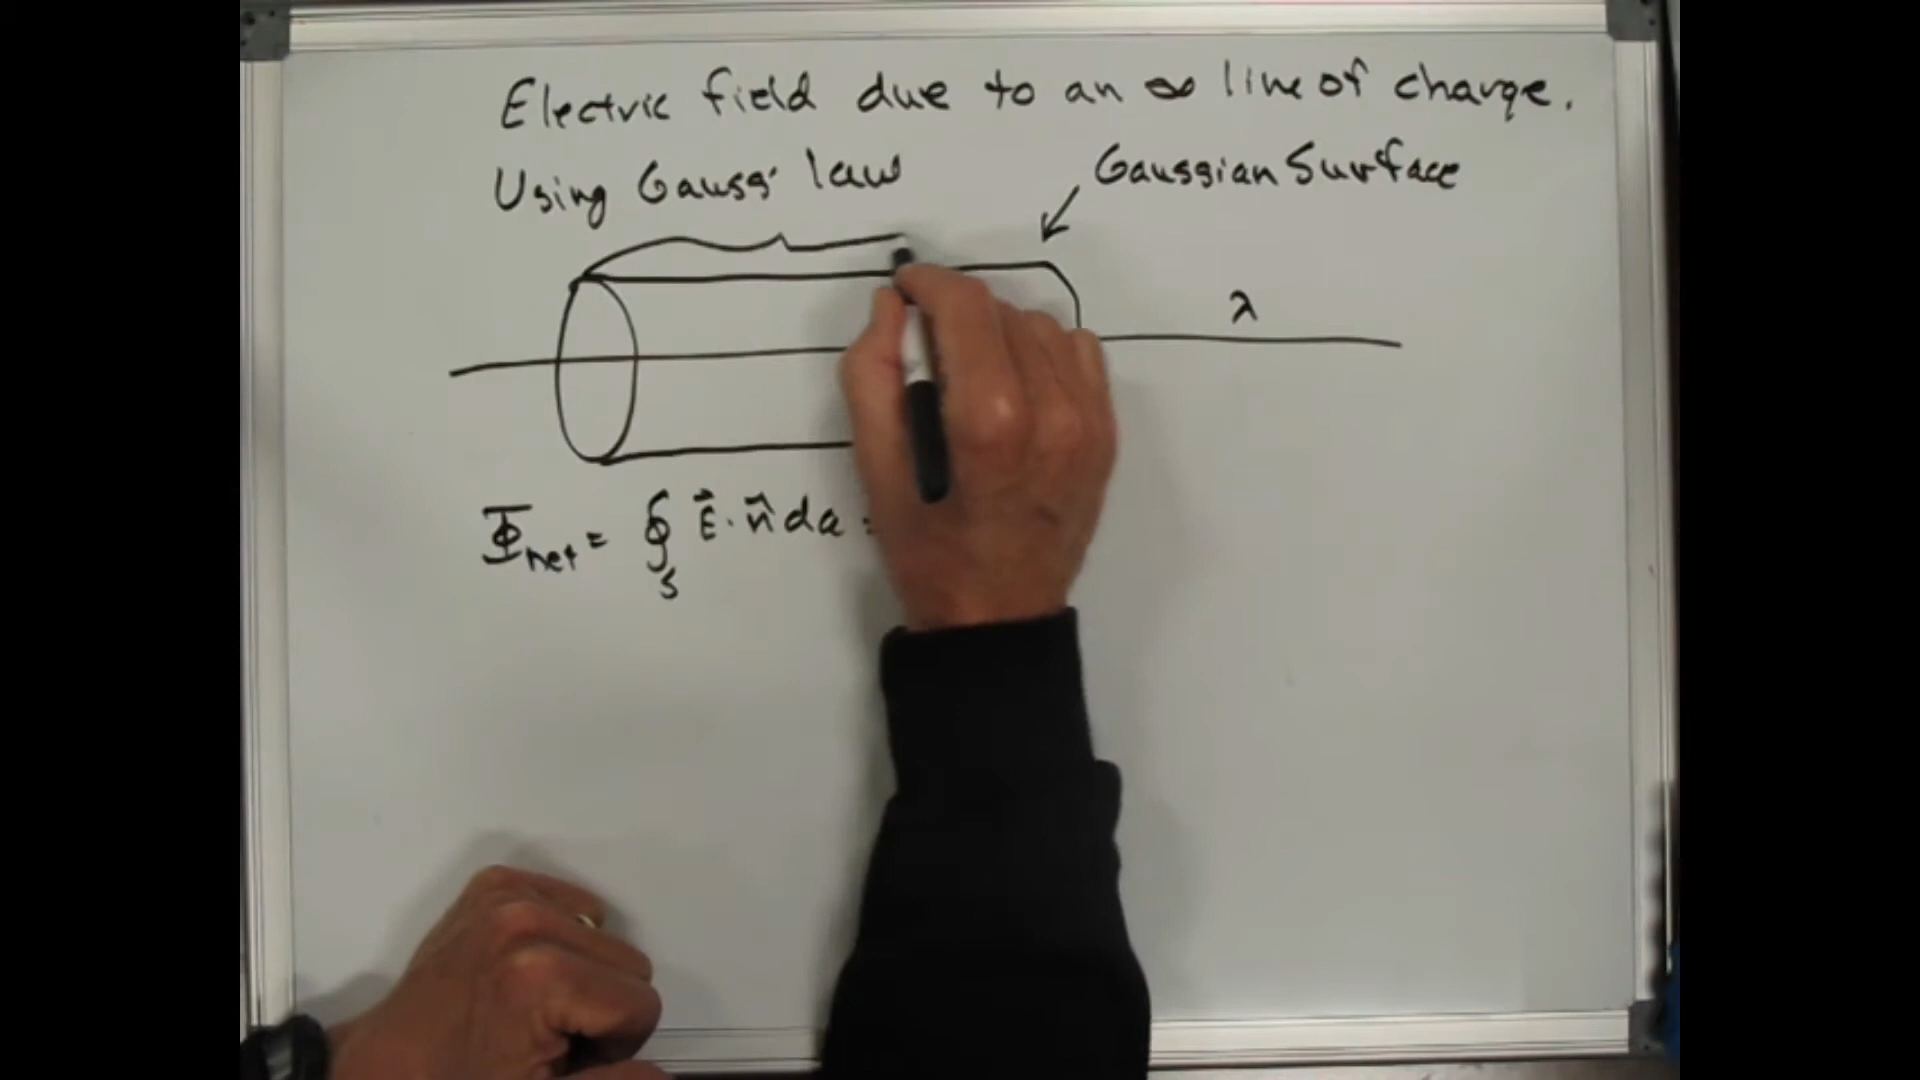 Electric field due to an ∞ line of charge.
Using Gauss' law
Gaussian Surface
λ
Φnet = ∮S E⃗ · n̂ da =